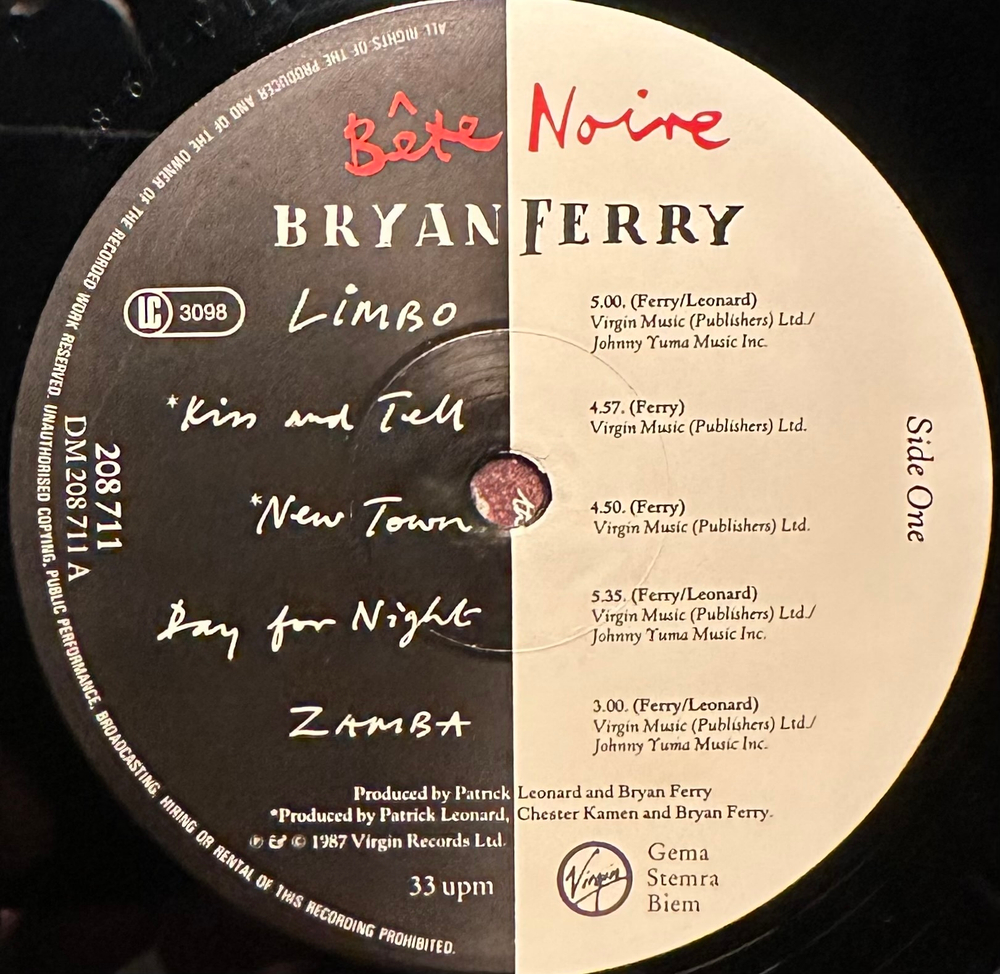 ALL RIGHTS OF THE PRODUCER AND OF THE OWNER OF THE RECORDED WORK RESERVED. UNAUTHORISED COPYING, PUBLIC PERFORMANCE, BROADCASTING, HIRING OR RENTAL OF THIS RECORDING PROHIBITED.
Bête Noire
BRYAN FERRY
LC 3098
LIMBO
5.00. (Ferry/Leonard)
Virgin Music (Publishers) Ltd./
Johnny Yuma Music Inc.
*Kiss and Tell
4.57. (Ferry)
Virgin Music (Publishers) Ltd.
208 711
DM 208 711 A
Side One
*New Town
4.50. (Ferry)
Virgin Music (Publishers) Ltd.
Day for Night
5.35. (Ferry/Leonard)
Virgin Music (Publishers) Ltd./
Johnny Yuma Music Inc.
ZAMBA
3.00. (Ferry/Leonard)
Virgin Music (Publishers) Ltd./
Johnny Yuma Music Inc.
Produced by Patrick Leonard and Bryan Ferry
*Produced by Patrick Leonard, Chester Kamen and Bryan Ferry.
℗ & © 1987 Virgin Records Ltd.
33 upm
Virgin
Gema
Stemra
Biem